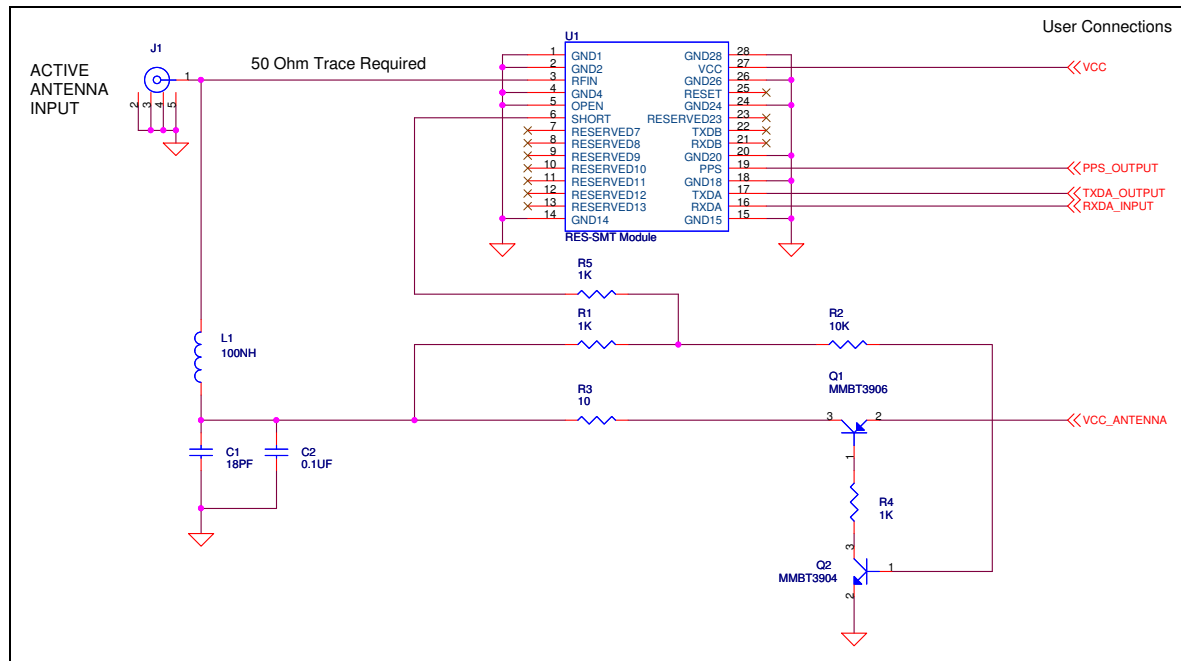 User Connections
J1
U1
ACTIVE
ANTENNA
INPUT
50 Ohm Trace Required
1
2
3
4
5
1 GND1
2 GND2
3 RFIN
4 GND4
5 OPEN
6 SHORT
7 RESERVED7
8 RESERVED8
9 RESERVED9
10 RESERVED10
11 RESERVED11
12 RESERVED12
13 RESERVED13
14 GND14
GND28 28
VCC 27
GND26 26
RESET 25
GND24 24
RESERVED23 23
TXDB 22
RXDB 21
GND20 20
PPS 19
GND18 18
TXDA 17
RXDA 16
GND15 15
RES-SMT Module
VCC
PPS_OUTPUT
TXDA_OUTPUT
RXDA_INPUT
R5
1K
R1
1K
R2
10K
L1
100NH
R3
10
Q1
MMBT3906
3
2
1
VCC_ANTENNA
C1
18PF
C2
0.1UF
R4
1K
3
Q2
MMBT3904
1
2